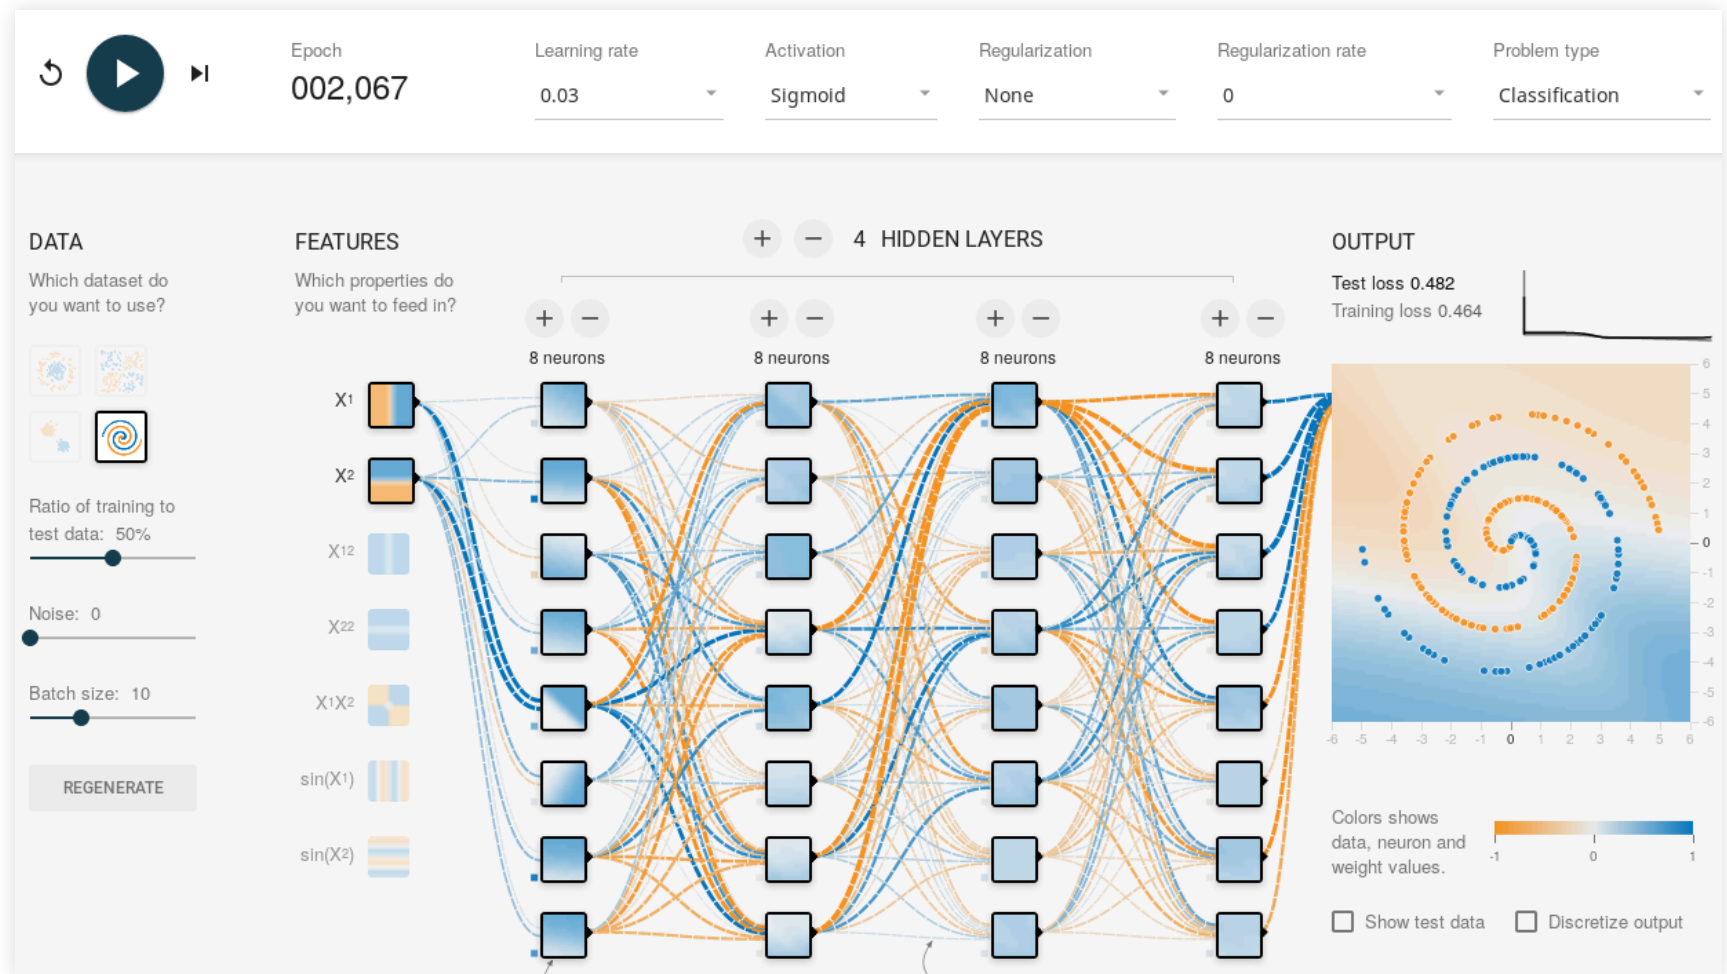 Epoch
002,067
Learning rate
0.03
Activation
Sigmoid
Regularization
None
Regularization rate
0
Problem type
Classification
DATA
Which dataset do
you want to use?
Ratio of training to
test data: 50%
Noise: 0
Batch size: 10
REGENERATE
FEATURES
Which properties do
you want to feed in?
X1
X2
X12
X22
X1X2
sin(X1)
sin(X2)
+ − 4 HIDDEN LAYERS
+ −
8 neurons
+ −
8 neurons
+ −
8 neurons
+ −
8 neurons
OUTPUT
Test loss 0.482
Training loss 0.464
6
5
4
3
2
1
0
-1
-2
-3
-4
-5
-6
-6 -5 -4 -3 -2 -1 0 1 2 3 4 5 6
Colors shows
data, neuron and
weight values.
-1 0 1
Show test data
Discretize output